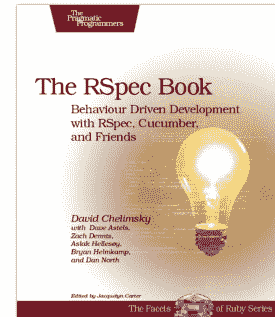 The
Pragmatic
Programmers
The RSpec Book
Behaviour Driven Development
with RSpec, Cucumber,
and Friends
David Chelimsky
with Dave Astels,
Zach Dennis,
Aslak Hellesøy,
Bryan Helmkamp,
and Dan North
Edited by Jacquelyn Carter
The Facets of Ruby Series